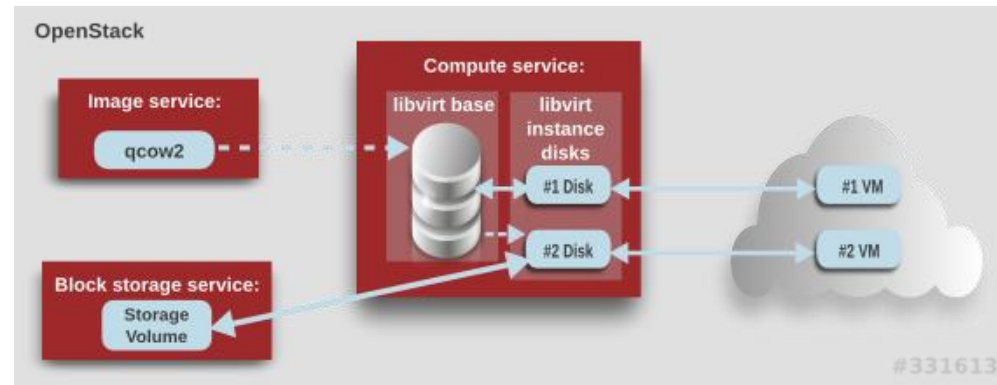 OpenStack
Image service:
qcow2
Compute service:
libvirt base
libvirt
instance
disks
#1 Disk
#2 Disk
#1 VM
#2 VM
Block storage service:
Storage
Volume
#331613